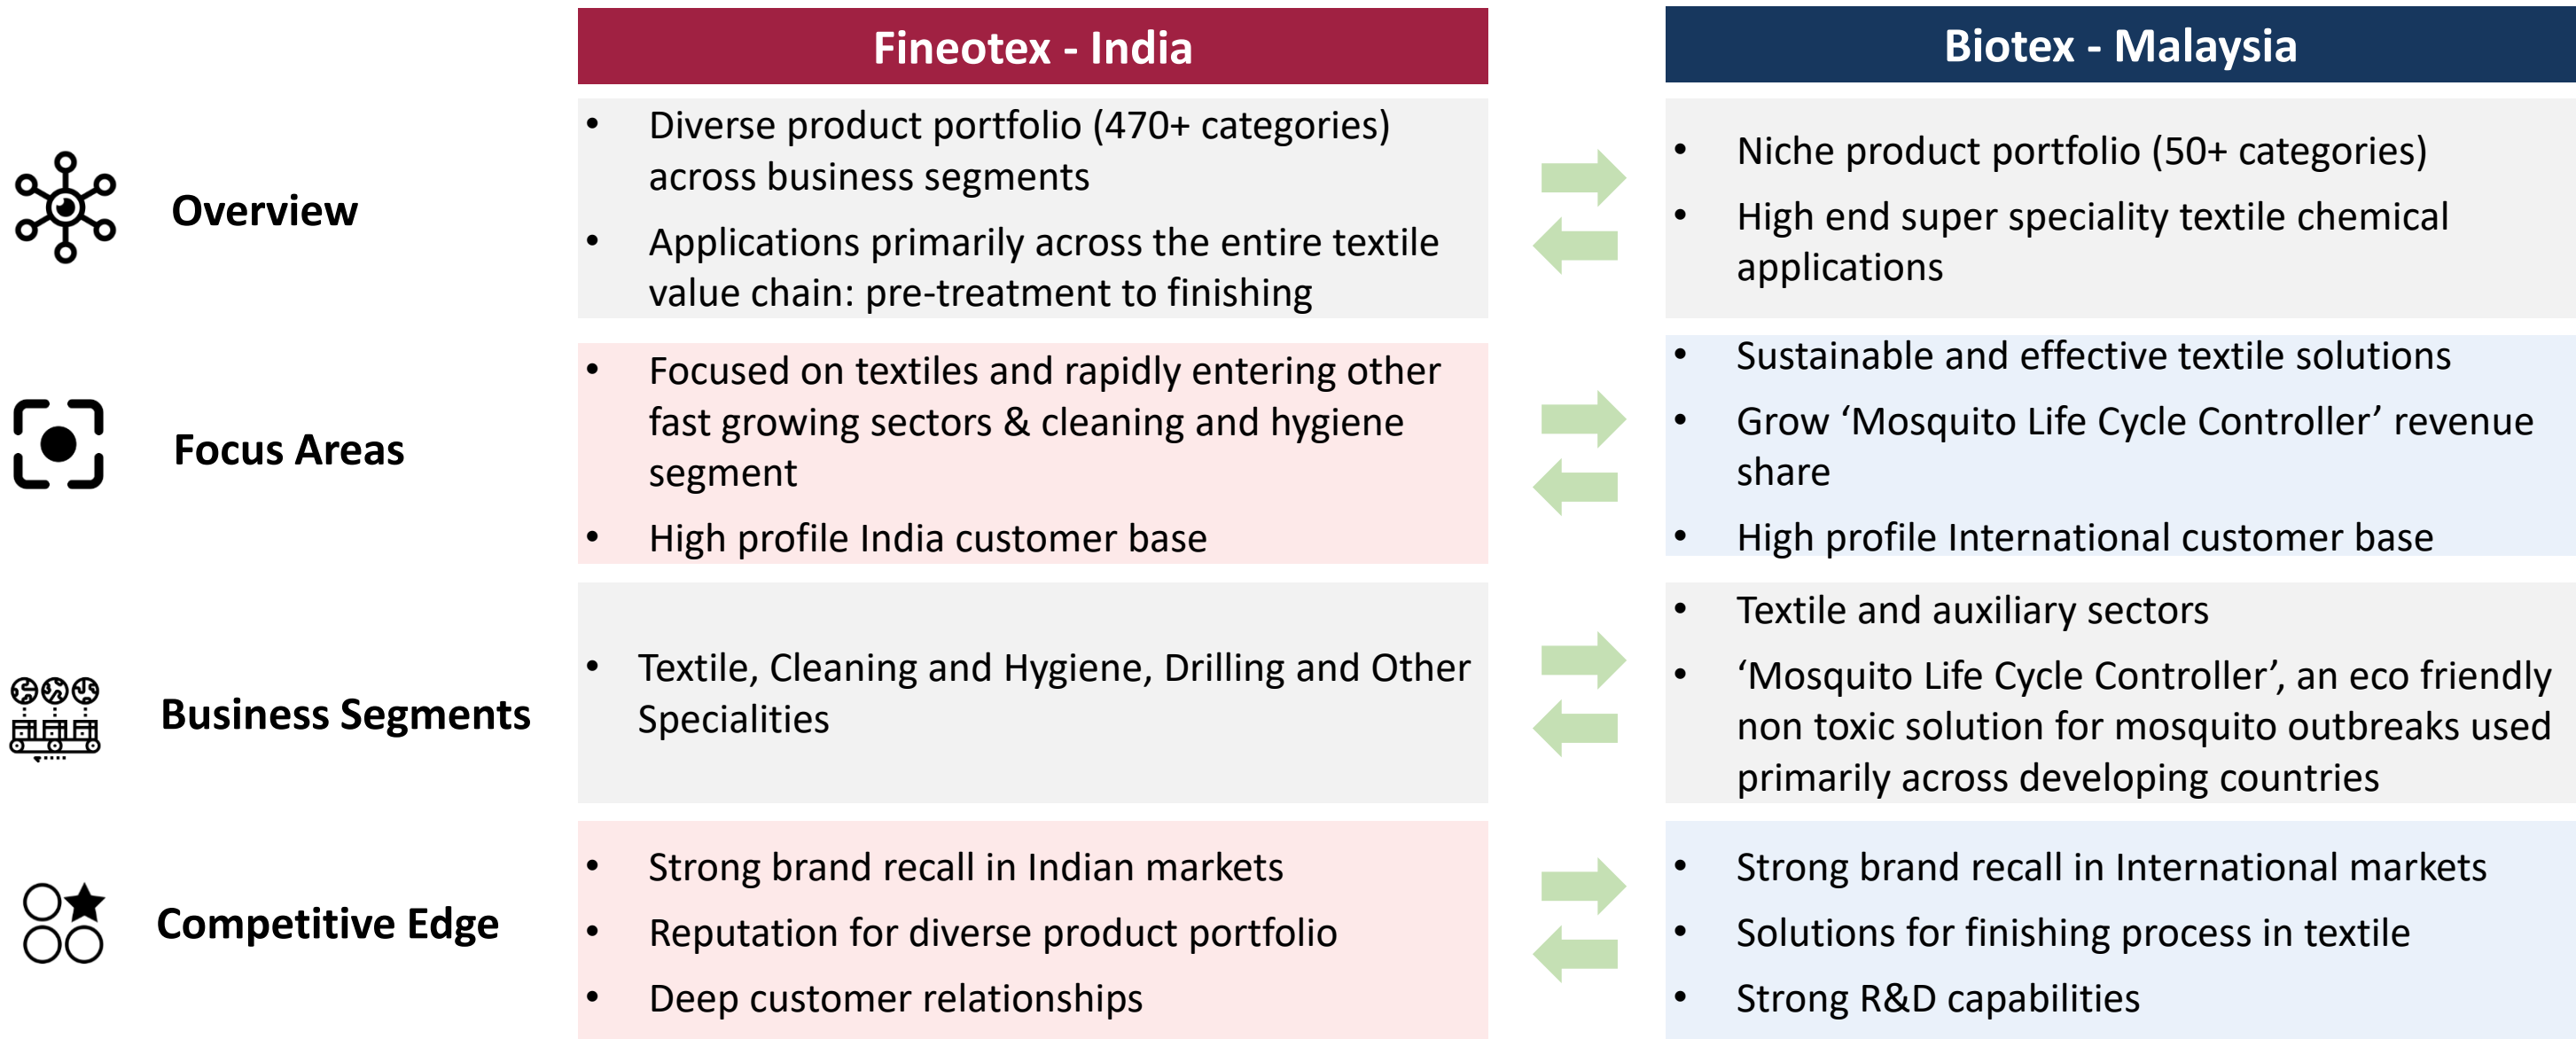 Fineotex - India
Biotex - Malaysia
Overview
• Diverse product portfolio (470+ categories)
across business segments
• Applications primarily across the entire textile
value chain: pre-treatment to finishing
• Niche product portfolio (50+ categories)
• High end super speciality textile chemical
applications
Focus Areas
• Focused on textiles and rapidly entering other
fast growing sectors & cleaning and hygiene
segment
• High profile India customer base
• Sustainable and effective textile solutions
• Grow ‘Mosquito Life Cycle Controller’ revenue
share
• High profile International customer base
Business Segments
• Textile, Cleaning and Hygiene, Drilling and Other
Specialities
• Textile and auxiliary sectors
• ‘Mosquito Life Cycle Controller’, an eco friendly
non toxic solution for mosquito outbreaks used
primarily across developing countries
Competitive Edge
• Strong brand recall in Indian markets
• Reputation for diverse product portfolio
• Deep customer relationships
• Strong brand recall in International markets
• Solutions for finishing process in textile
• Strong R&D capabilities